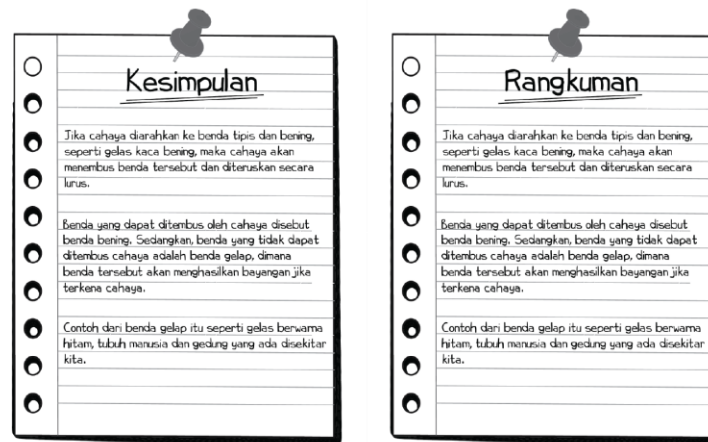 Kesimpulan
Jika cahaya diarahkan ke benda tipis dan bening,
seperti gelas kaca bening, maka cahaya akan
menembus benda tersebut dan diteruskan secara
lurus.
Benda yang dapat ditembus oleh cahaya disebut
benda bening. Sedangkan, benda yang tidak dapat
ditembus cahaya adalah benda gelap, dimana
benda tersebut akan menghasilkan bayangan jika
terkena cahaya.
Contoh dari benda gelap itu seperti gelas berwarna
hitam, tubuh manusia dan gedung yang ada disekitar
kita.
Rangkuman
Jika cahaya diarahkan ke benda tipis dan bening,
seperti gelas kaca bening, maka cahaya akan
menembus benda tersebut dan diteruskan secara
lurus.
Benda yang dapat ditembus oleh cahaya disebut
benda bening. Sedangkan, benda yang tidak dapat
ditembus cahaya adalah benda gelap, dimana
benda tersebut akan menghasilkan bayangan jika
terkena cahaya.
Contoh dari benda gelap itu seperti gelas berwarna
hitam, tubuh manusia dan gedung yang ada disekitar
kita.